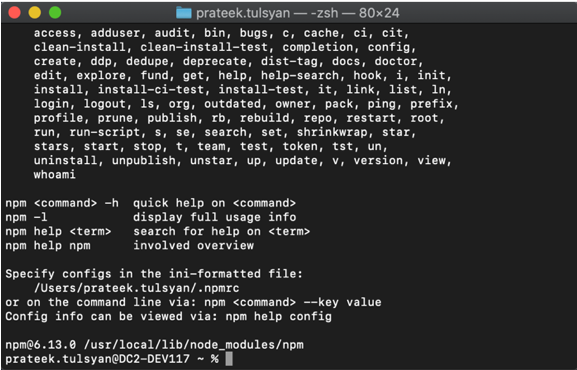 prateek.tulsyan — -zsh — 80×24
access, adduser, audit, bin, bugs, c, cache, ci, cit,
clean-install, clean-install-test, completion, config,
create, ddp, dedupe, deprecate, dist-tag, docs, doctor,
edit, explore, fund, get, help, help-search, hook, i, init,
install, install-ci-test, install-test, it, link, list, ln,
login, logout, ls, org, outdated, owner, pack, ping, prefix,
profile, prune, publish, rb, rebuild, repo, restart, root,
run, run-script, s, se, search, set, shrinkwrap, star,
stars, start, stop, t, team, test, token, tst, un,
uninstall, unpublish, unstar, up, update, v, version, view,
whoami
npm <command> -h  quick help on <command>
npm -l            display full usage info
npm help <term>   search for help on <term>
npm help npm      involved overview
Specify configs in the ini-formatted file:
/Users/prateek.tulsyan/.npmrc
or on the command line via: npm <command> --key value
Config info can be viewed via: npm help config
npm@6.13.0 /usr/local/lib/node_modules/npm
prateek.tulsyan@DC2-DEV117 ~ %